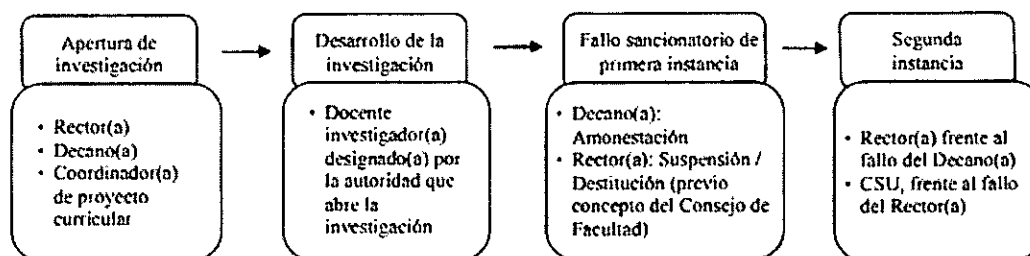 Apertura de
investigación
• Rector(a)
• Decano(a)
• Coordinador(a)
de proyecto
curricular
Desarrollo de la
investigación
• Docente
investigador(a)
designado(a) por
la autoridad que
abre la
investigación
Fallo sancionatorio de
primera instancia
• Decano(a):
Amonestación
• Rector(a): Suspensión /
Destitución (previo
concepto del Consejo de
Facultad)
Segunda
instancia
• Rector(a) frente al
fallo del Decano(a)
• CSU, frente al fallo
del Rector(a)